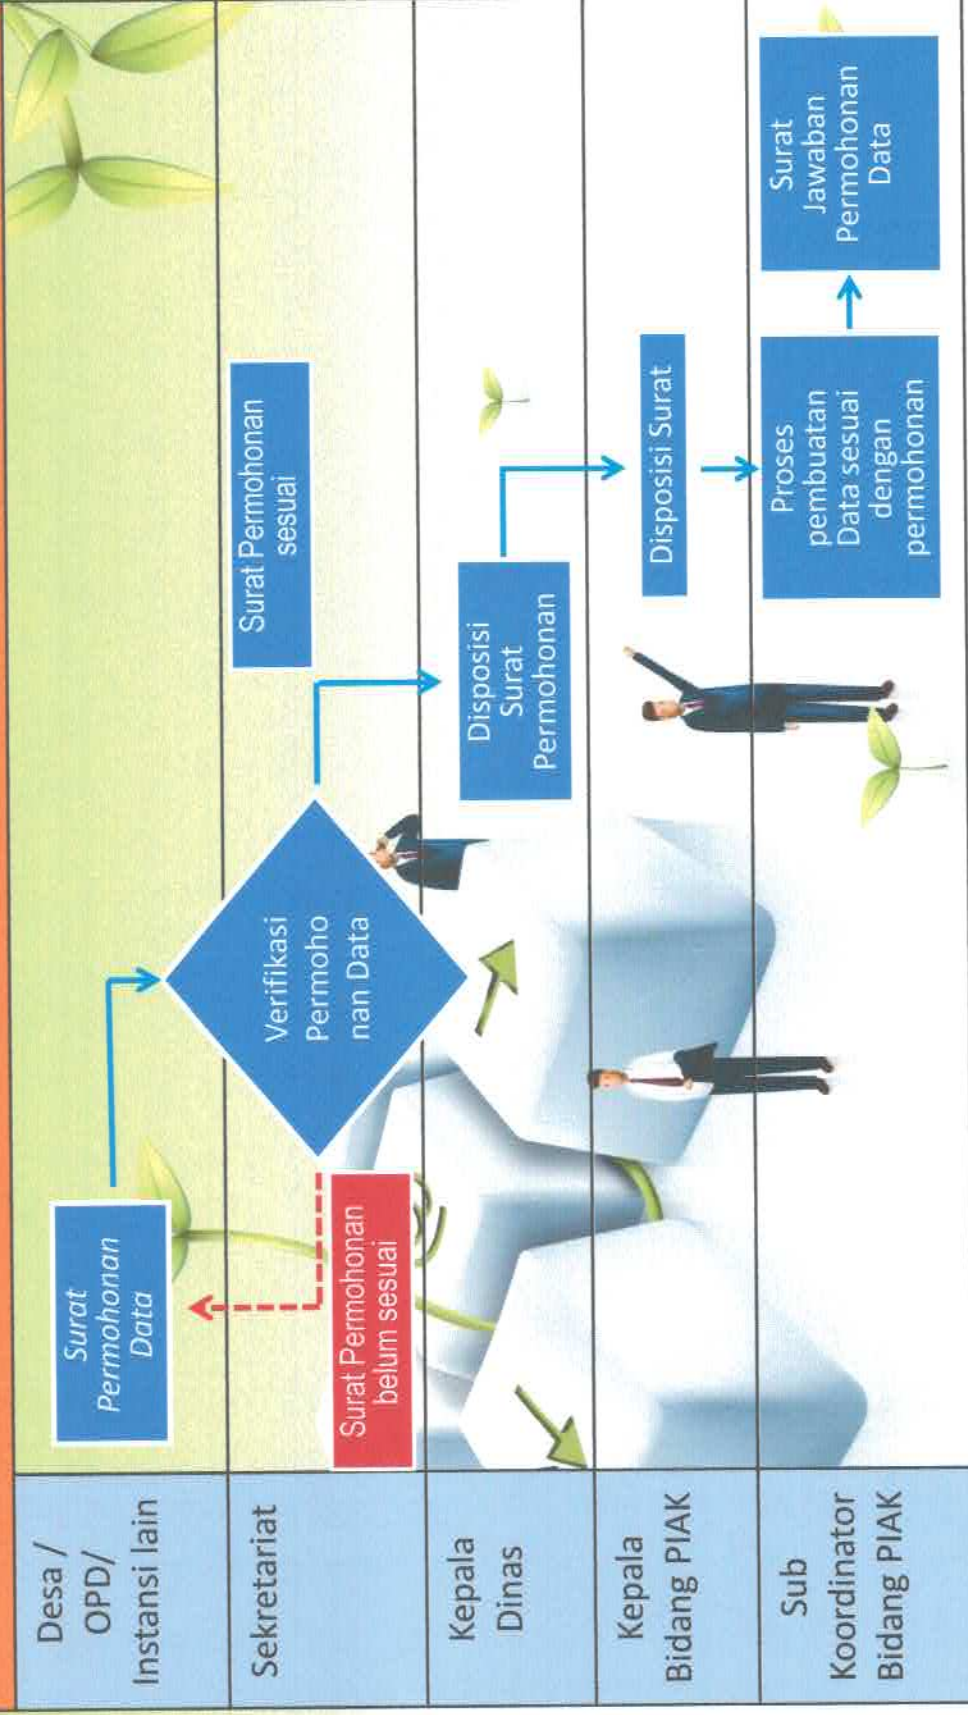 Desa /
OPD/
Instansi lain
Surat
Permohonan
Data
Sekretariat
Surat Permohonan
belum sesuai
Verifikasi
Permoho
nan Data
Surat Permohonan
sesuai
Kepala
Dinas
Disposisi
Surat
Permohonan
Kepala
Bidang PIAK
Disposisi Surat
Sub
Koordinator
Bidang PIAK
Proses
pembuatan
Data sesuai
dengan
permohonan
Surat
Jawaban
Permohonan
Data